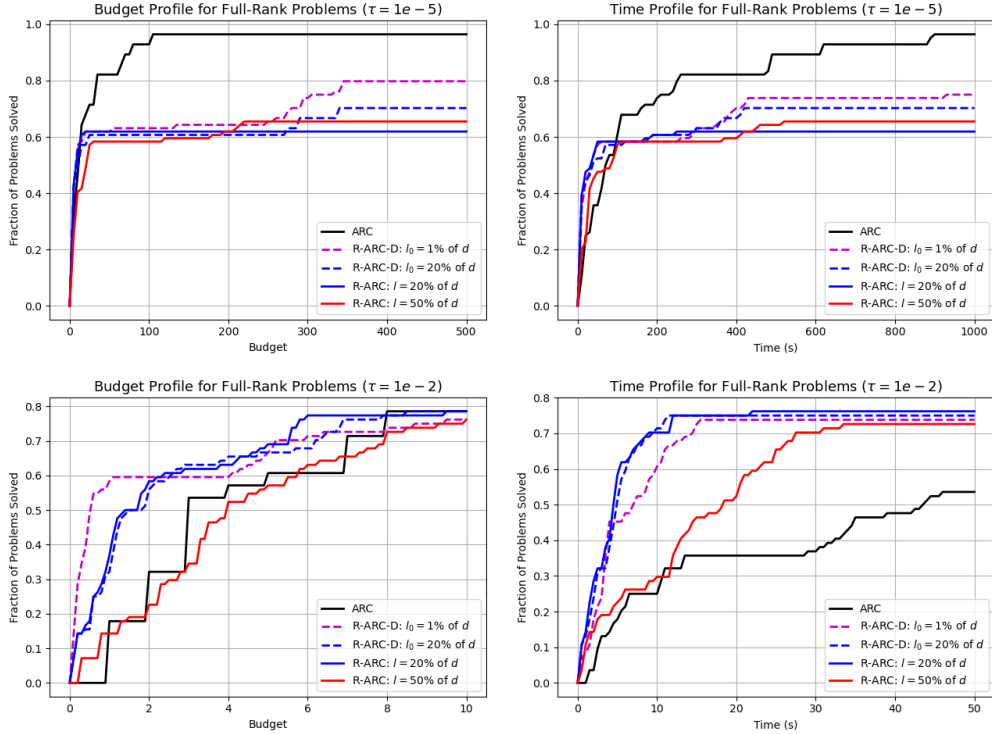 Budget Profile for Full-Rank Problems (τ = 1e − 5)
Fraction of Problems Solved
1.0
0.8
0.6
0.4
0.2
0.0
ARC
R-ARC-D: l₀ = 1% of d
R-ARC-D: l₀ = 20% of d
R-ARC: l = 20% of d
R-ARC: l = 50% of d
0 100 200 300 400 500
Budget
Time Profile for Full-Rank Problems (τ = 1e − 5)
Fraction of Problems Solved
1.0
0.8
0.6
0.4
0.2
0.0
ARC
R-ARC-D: l₀ = 1% of d
R-ARC-D: l₀ = 20% of d
R-ARC: l = 20% of d
R-ARC: l = 50% of d
0 200 400 600 800 1000
Time (s)
Budget Profile for Full-Rank Problems (τ = 1e − 2)
Fraction of Problems Solved
0.8
0.7
0.6
0.5
0.4
0.3
0.2
0.1
0.0
ARC
R-ARC-D: l₀ = 1% of d
R-ARC-D: l₀ = 20% of d
R-ARC: l = 20% of d
R-ARC: l = 50% of d
0 2 4 6 8 10
Budget
Time Profile for Full-Rank Problems (τ = 1e − 2)
Fraction of Problems Solved
0.8
0.7
0.6
0.5
0.4
0.3
0.2
0.1
0.0
ARC
R-ARC-D: l₀ = 1% of d
R-ARC-D: l₀ = 20% of d
R-ARC: l = 20% of d
R-ARC: l = 50% of d
0 10 20 30 40 50
Time (s)